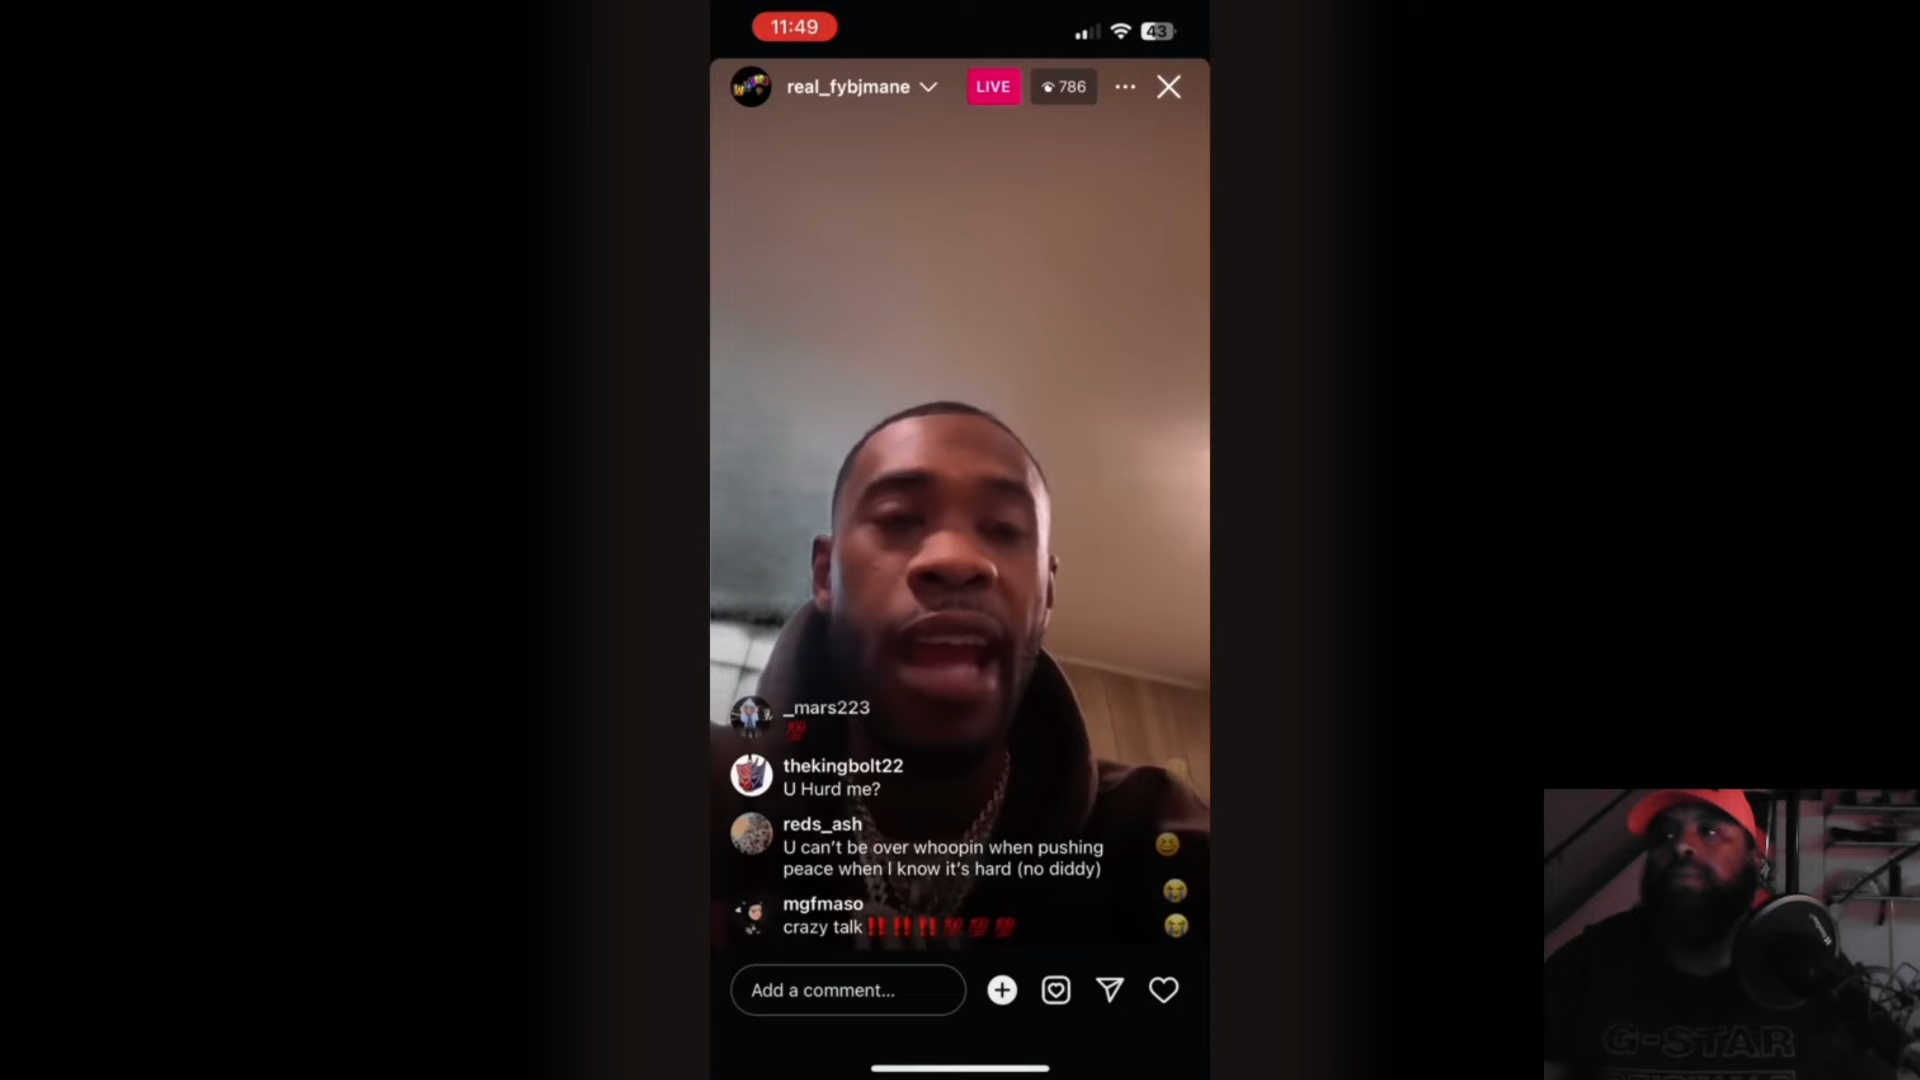 11:49
43
real_fybjmane
LIVE
786
_mars223
💯
thekingbolt22
U Hurd me?
reds_ash
U can't be over whoopin when pushing
peace when I know it's hard (no diddy)
mgfmaso
crazy talk‼️‼️‼️💯💯💯
Add a comment...
G-STAR